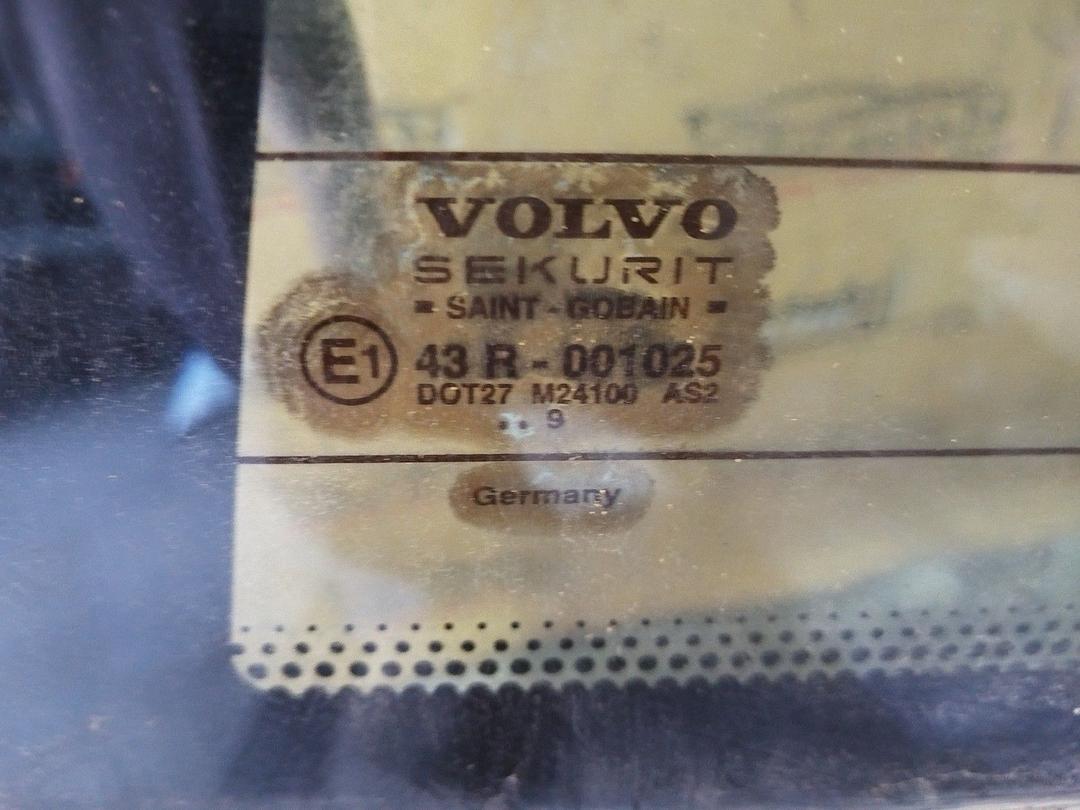 VOLVO
SEKURIT
SAINT - GOBAIN
E1 43 R - 001025
DOT27 M24100 AS2
.. 9
Germany